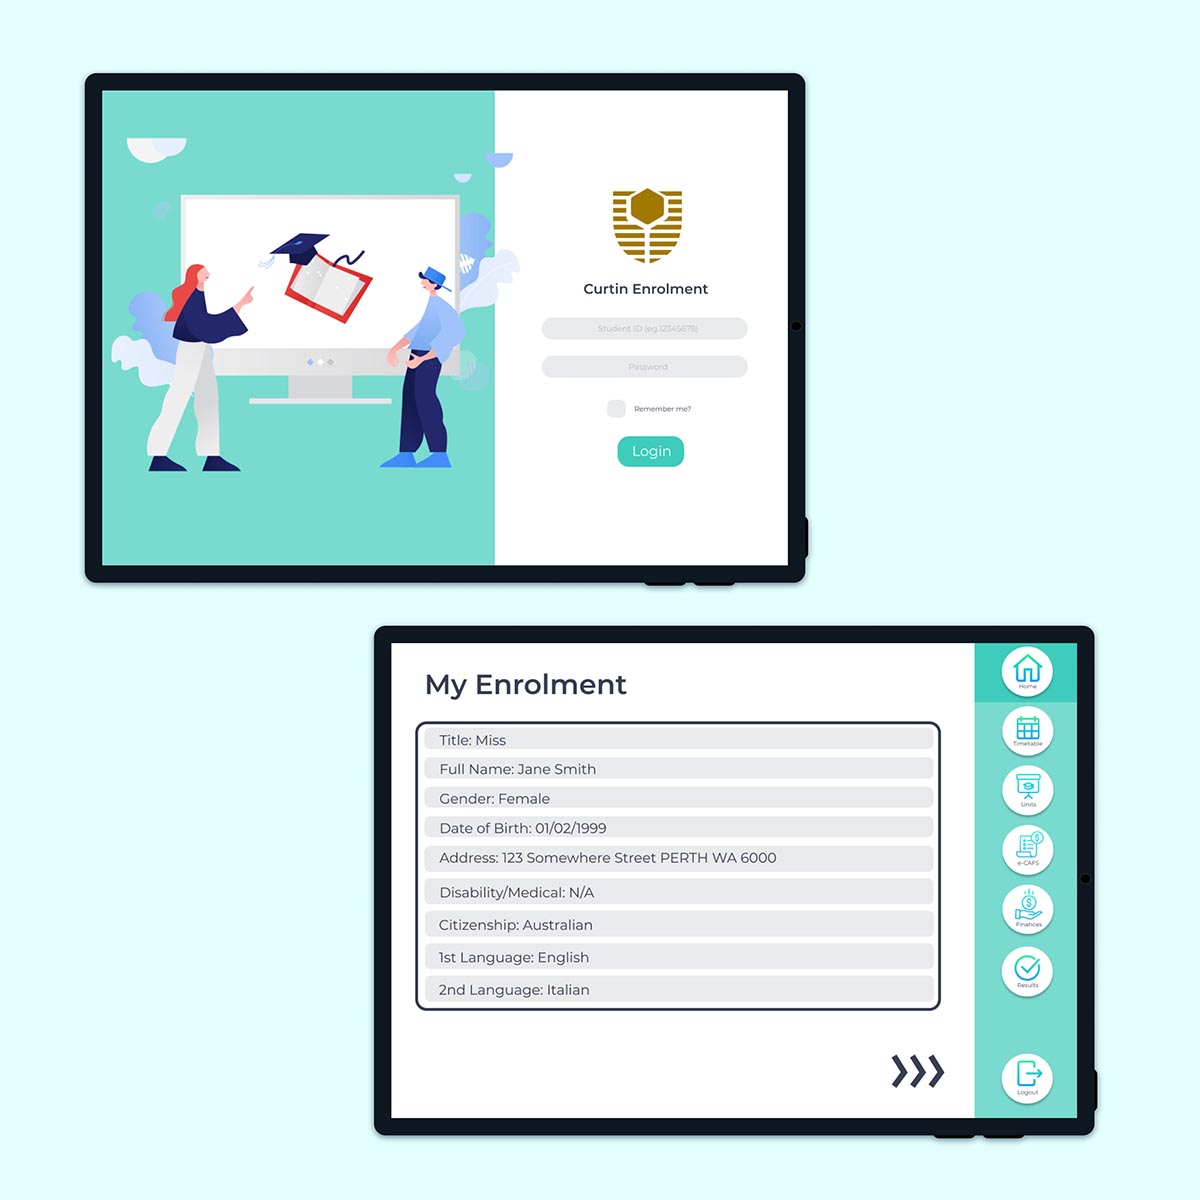 Curtin Enrolment
Student ID (eg.12345678)
Password
Remember me?
Login
My Enrolment
Title: Miss
Full Name: Jane Smith
Gender: Female
Date of Birth: 01/02/1999
Address: 123 Somewhere Street PERTH WA 6000
Disability/Medical: N/A
Citizenship: Australian
1st Language: English
2nd Language: Italian
Home
Timetable
Units
e-CAFS
Finances
Results
Logout